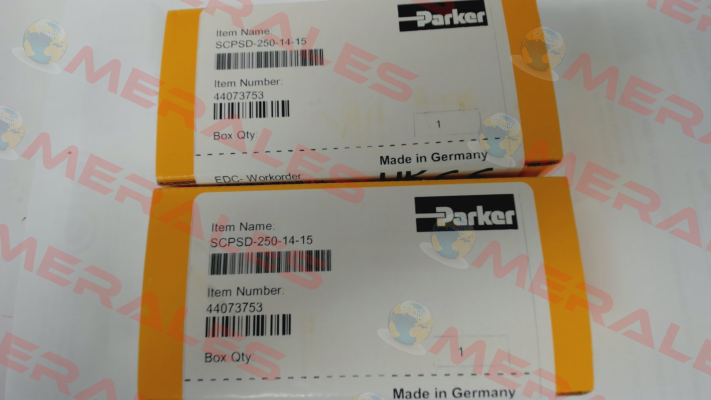 Parker
Item Name:
SCPSD-250-14-15
Item Number:
44073753
Box Qty:
1
Made in Germany
EDC- Workorder
Parker
Item Name:
SCPSD-250-14-15
Item Number:
44073753
Box Qty:
1
Made in Germany
MERALES
MERALES
MERALES
MERALES